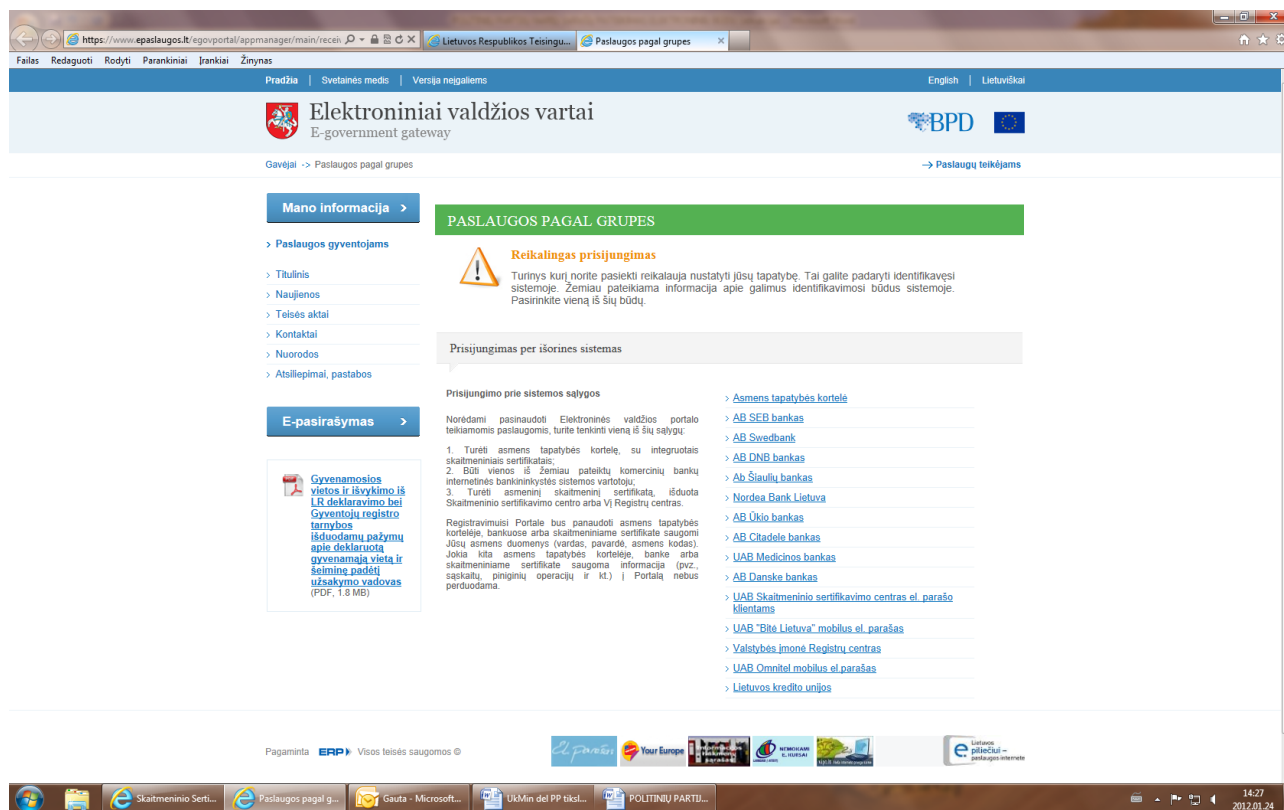 https://www.epaslaugos.lt/egovportal/appmanager/main/recei
Lietuvos Respublikos Teisingu...
Paslaugos pagal grupes
Failas Redaguoti Rodyti Parankiniai Įrankiai Žinynas
Pradžia | Svetainės medis | Versija neįgaliems
English | Lietuviškai
Elektroniniai valdžios vartai
E-government gateway
BPD
Gavėjai -> Paslaugos pagal grupes
Paslaugų teikėjams
Mano informacija >
> Paslaugos gyventojams
> Titulinis
> Naujienos
> Teisės aktai
> Kontaktai
> Nuorodos
> Atsiliepimai, pastabos
E-pasirašymas >
Gyvenamosios
vietos ir išvykimo iš
LR deklaravimo bei
Gyventojų registro
tarnybos
išduodamų pažymų
apie deklaruotą
gyvenamąją vietą ir
šeiminę padėtį
užsakymo vadovas
(PDF, 1.8 MB)
PASLAUGOS PAGAL GRUPES
Reikalingas prisijungimas
Turinys kurį norite pasiekti reikalauja nustatyti jūsų tapatybę. Tai galite padaryti identifikavęsi
sistemoje. Žemiau pateikiama informacija apie galimus identifikavimosi būdus sistemoje.
Pasirinkite vieną iš šių būdų.
Prisijungimas per išorines sistemas
Prisijungimo prie sistemos sąlygos
Norėdami pasinaudoti Elektroninės valdžios portalo
teikiamomis paslaugomis, turite tenkinti vieną iš šių sąlygų:
1. Turėti asmens tapatybės kortelę, su integruotais
skaitmeniniais sertifikatais;
2. Būti vienos iš žemiau pateiktų komercinių bankų
internetinės bankininkystės sistemos vartotoju;
3. Turėti asmeninį skaitmeninį sertifikatą, išduota
Skaitmeninio sertifikavimo centro arba VĮ Registrų centras.
Registravimuisi Portale bus panaudoti asmens tapatybės
kortelėje, bankuose arba skaitmeniniame sertifikate saugomi
Jūsų asmens duomenys (vardas, pavardė, asmens kodas).
Jokia kita asmens tapatybės kortelėje, banke arba
skaitmeniniame sertifikate saugoma informacija (pvz.,
sąskaitų, piniginių operacijų ir kt.) į Portalą nebus
perduodama.
> Asmens tapatybės kortelė
> AB SEB bankas
> AB Swedbank
> AB DNB bankas
> Ab Šiaulių bankas
> Nordea Bank Lietuva
> AB Ūkio bankas
> AB Citadele bankas
> UAB Medicinos bankas
> AB Danske bankas
> UAB Skaitmeninio sertifikavimo centras el. parašo
klientams
> UAB "Bitė Lietuva" mobilus el. parašas
> Valstybės įmonė Registrų centras
> UAB Omnitel mobilus el.parašas
> Lietuvos kredito unijos
Pagaminta ERP Visos teisės saugomos ©
El. parašas
Your Europe
NEMOKAMI
E. KURSAI
Lietuvos
piliečiui –
paslaugos internete
Skaitmeninio Serti...
Paslaugos pagal g...
Gauta - Microsoft...
UkMin del PP tiksl...
POLITINIŲ PARTIJ...
14:27
2012.01.24